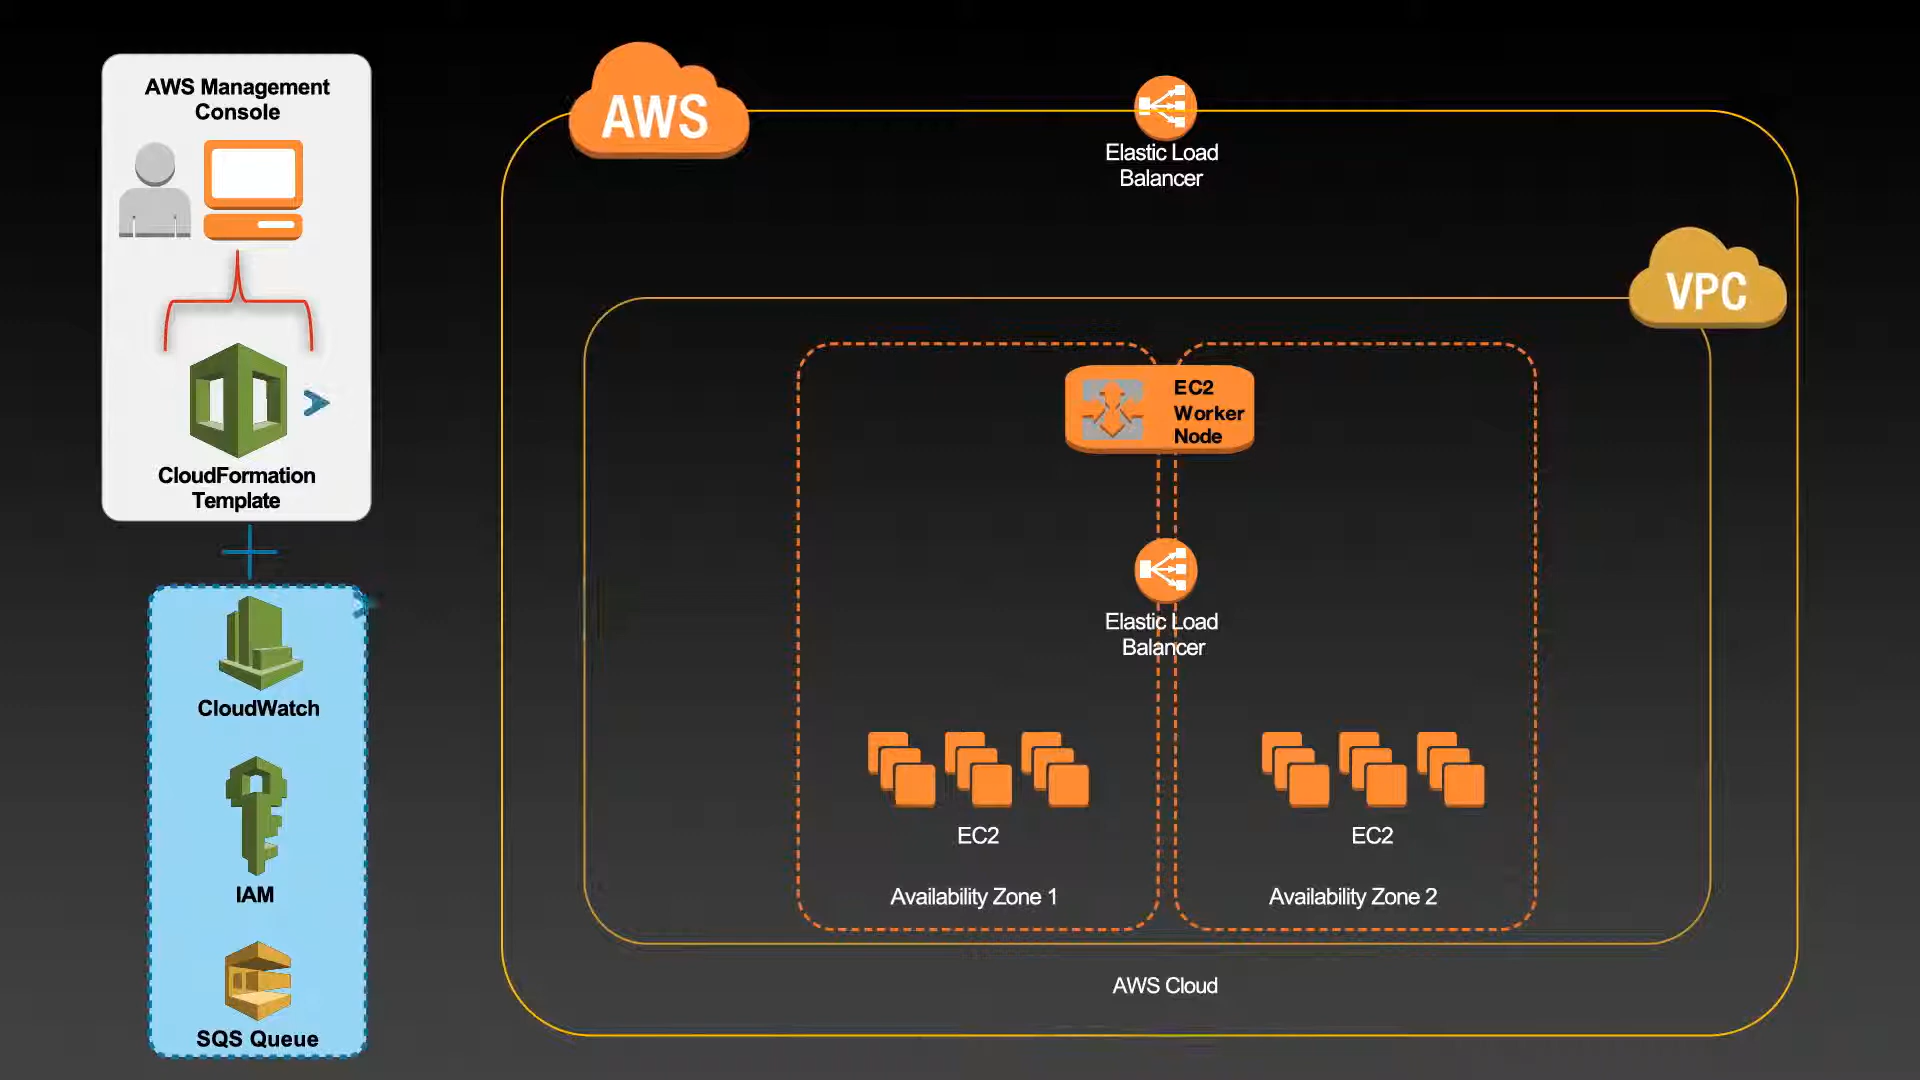 AWS Management
Console
CloudFormation
Template
CloudWatch
IAM
SQS Queue
AWS
Elastic Load
Balancer
VPC
EC2
Worker
Node
Elastic Load
Balancer
EC2
EC2
Availability Zone 1
Availability Zone 2
AWS Cloud